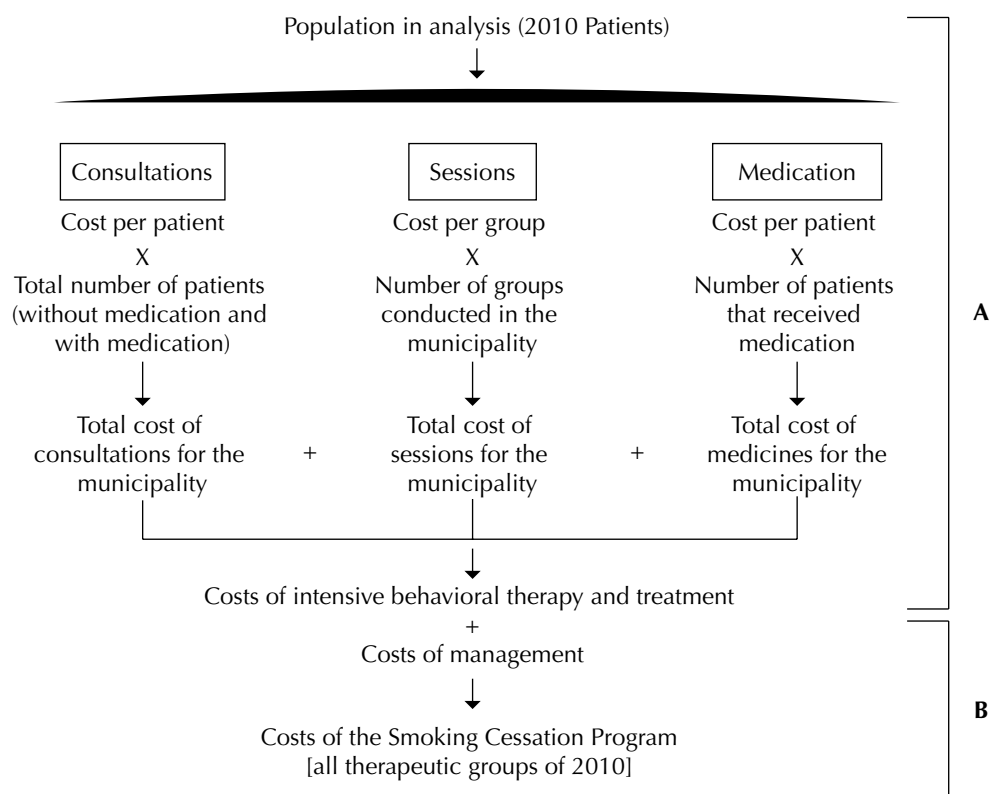 Population in analysis (2010 Patients)
Consultations
Cost per patient
X
Total number of patients
(without medication and
with medication)
Total cost of
consultations for the
municipality
+
Sessions
Cost per group
X
Number of groups
conducted in the
municipality
Total cost of
sessions for the
municipality
+
Medication
Cost per patient
X
Number of patients
that received
medication
Total cost of
medicines for the
municipality
A
Costs of intensive behavioral therapy and treatment
+
Costs of management
B
Costs of the Smoking Cessation Program
[all therapeutic groups of 2010]